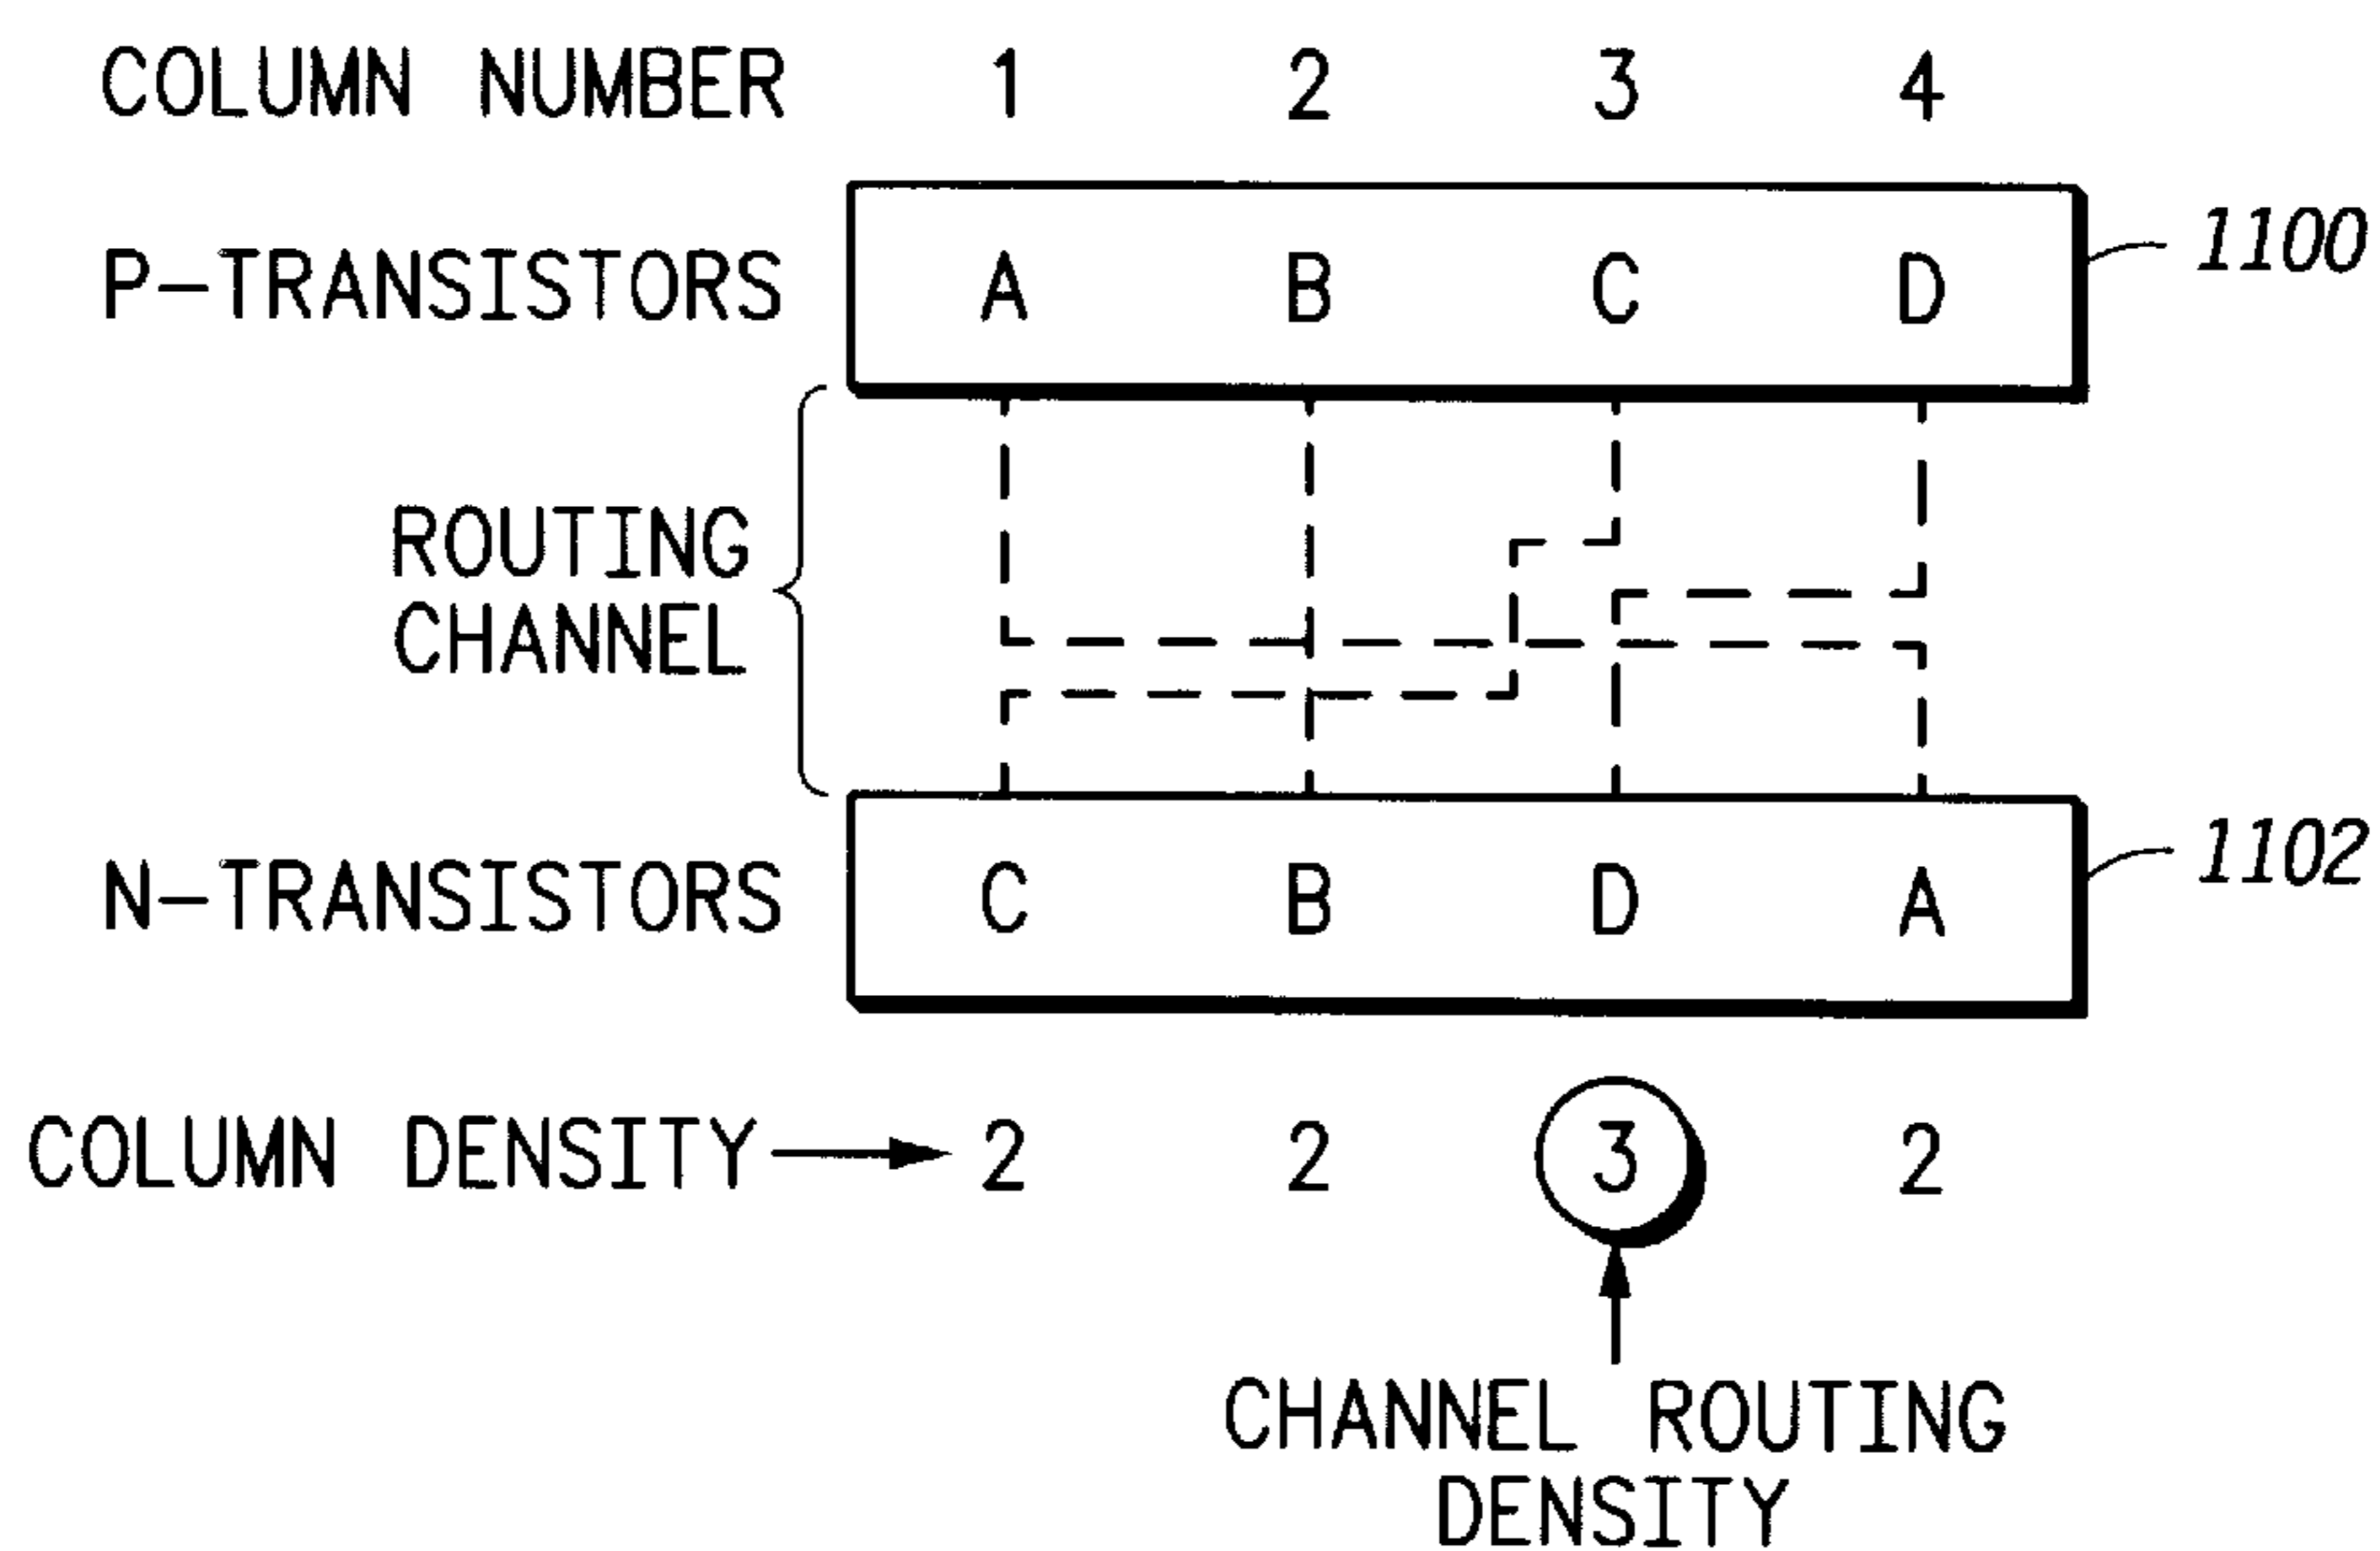 COLUMN NUMBER 1 2 3 4
P-TRANSISTORS A B C D 1100
ROUTING
CHANNEL
N-TRANSISTORS C B D A 1102
COLUMN DENSITY 2 2 3 2
CHANNEL ROUTING
DENSITY